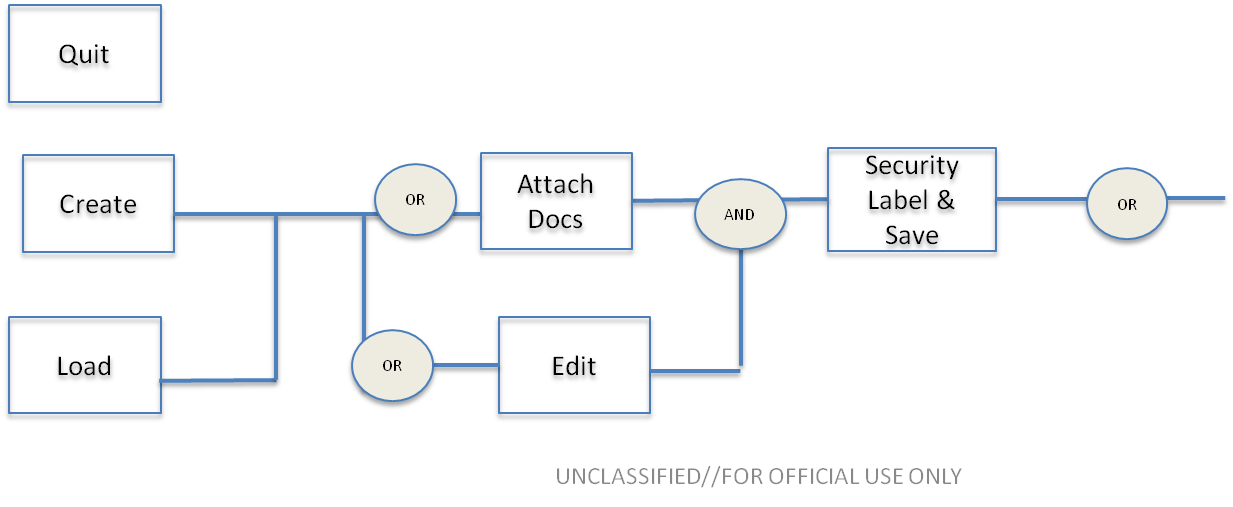 Quit
Create
OR
Attach
Docs
AND
Security
Label &
Save
OR
Load
OR
Edit
UNCLASSIFIED//FOR OFFICIAL USE ONLY